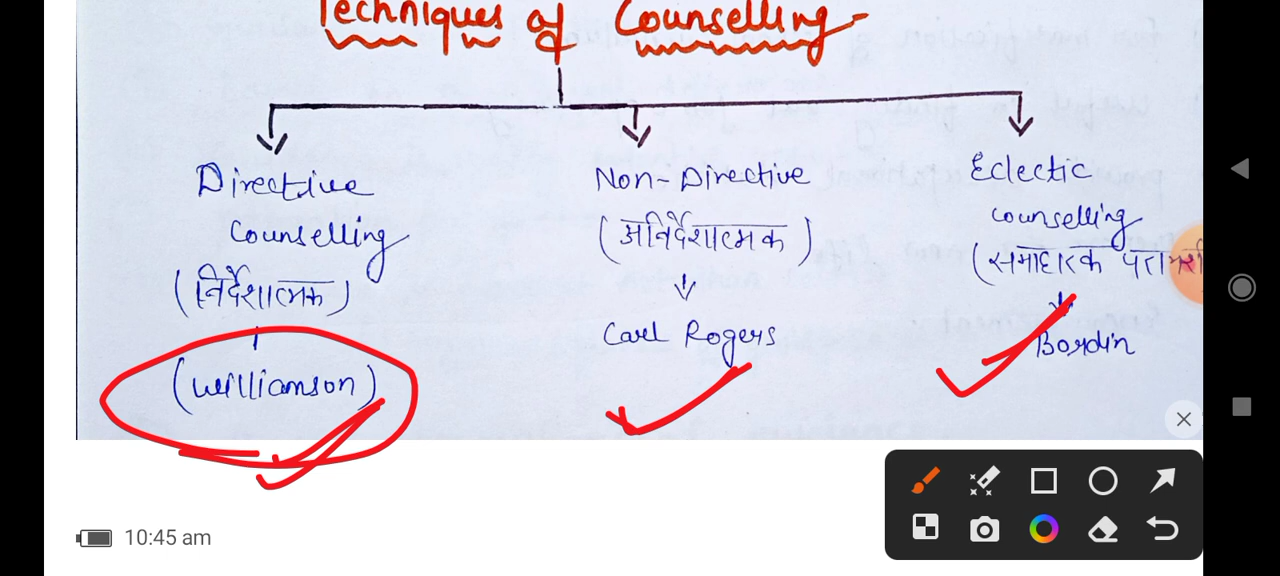 Techniques of Counselling
Directive
Counselling
(निर्देशात्मक)
(Williamson)
Non-Directive
(अनिर्देशात्मक)
Carl Rogers
Eclectic
Counselling
(समाहारक परामर्श
Bordin
10:45 am